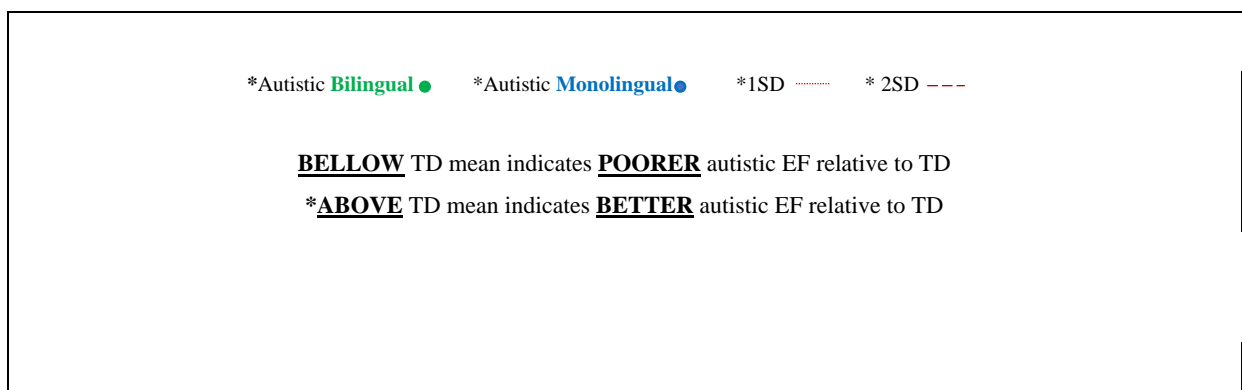 *Autistic Bilingual *Autistic Monolingual *1SD * 2SD
BELLOW TD mean indicates POORER autistic EF relative to TD
*ABOVE TD mean indicates BETTER autistic EF relative to TD